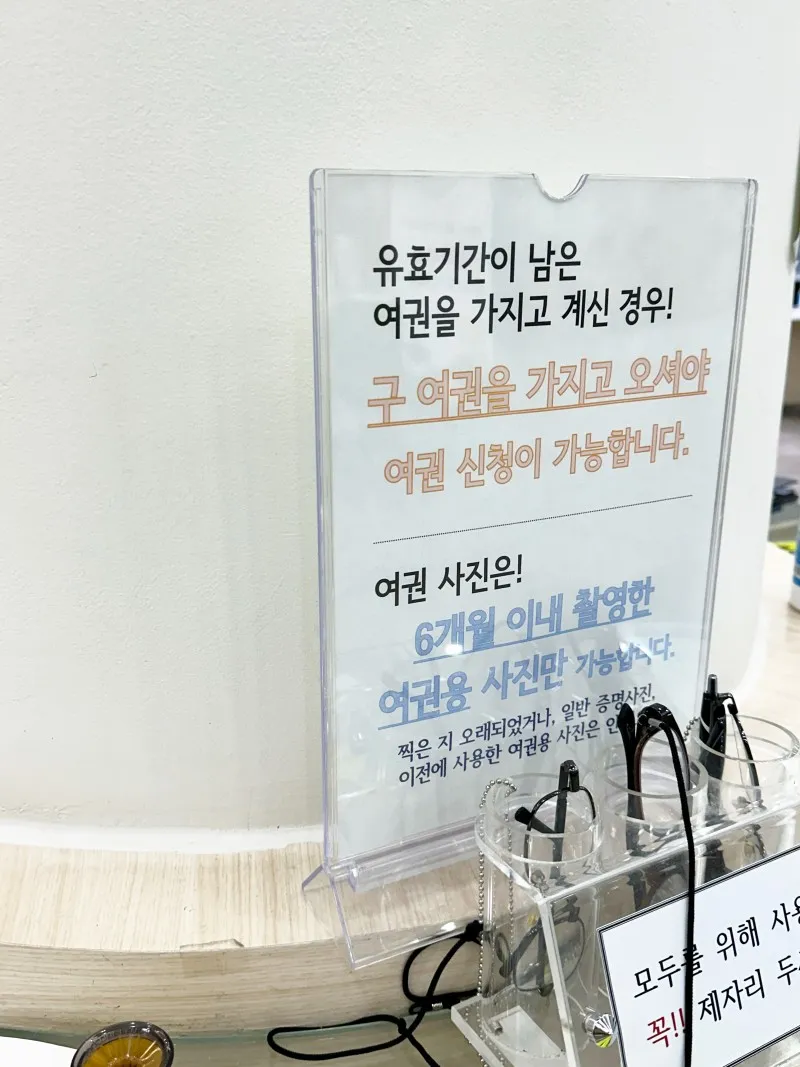 유효기간이 남은
여권을 가지고 계신 경우!
구 여권을 가지고 오셔야
여권 신청이 가능합니다.
여권 사진은!
6개월 이내 촬영한
여권용 사진만 가능합니다.
찍은 지 오래되었거나, 일반 증명사진,
이전에 사용한 여권용 사진은
모두를 위해
꼭!! 제자리